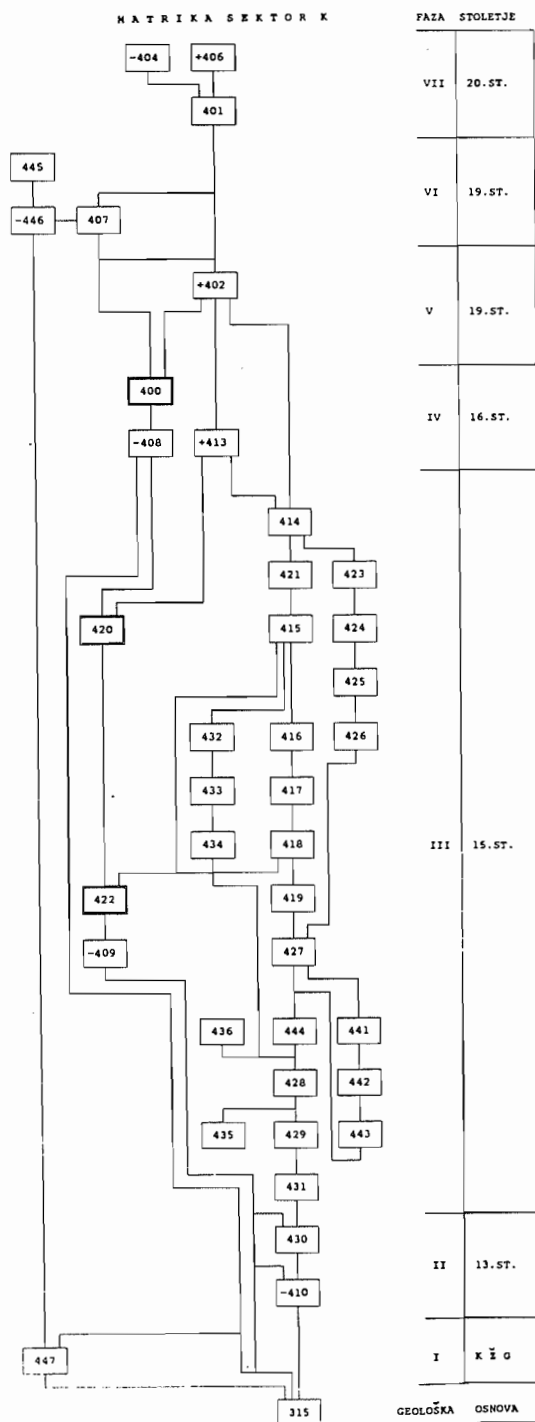 MATRIKA SEKTOR K FAZA STOLETJE
-404 +406
VII 20.ST.
401
445
-446 407 VI 19.ST.
+402
V 19.ST.
400
-408 +413 IV 16.ST.
414
421 423
420 415 424
425
432 416 426
433 417
434 418 III 15.ST.
422 419
-409 427
436 444 441
428 442
435 429 443
431
430
II 13.ST.
-410
447 I K Ž G
315 GEOLOŠKA OSNOVA